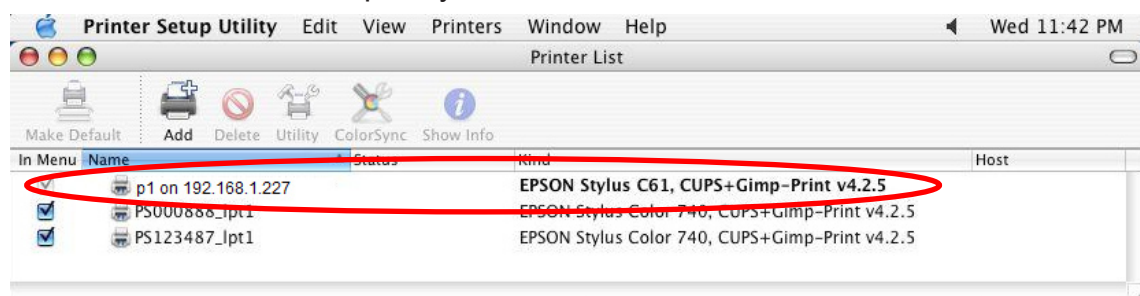 Printer Setup Utility Edit View Printers Window Help Wed 11:42 PM
Printer List
Make Default Add Delete Utility ColorSync Show Info
In Menu Name Status Kind Host
p1 on 192.168.1.227 EPSON Stylus C61, CUPS+Gimp-Print v4.2.5
PS000888_lpt1 EPSON Stylus Color 740, CUPS+Gimp-Print v4.2.5
PS123487_lpt1 EPSON Stylus Color 740, CUPS+Gimp-Print v4.2.5